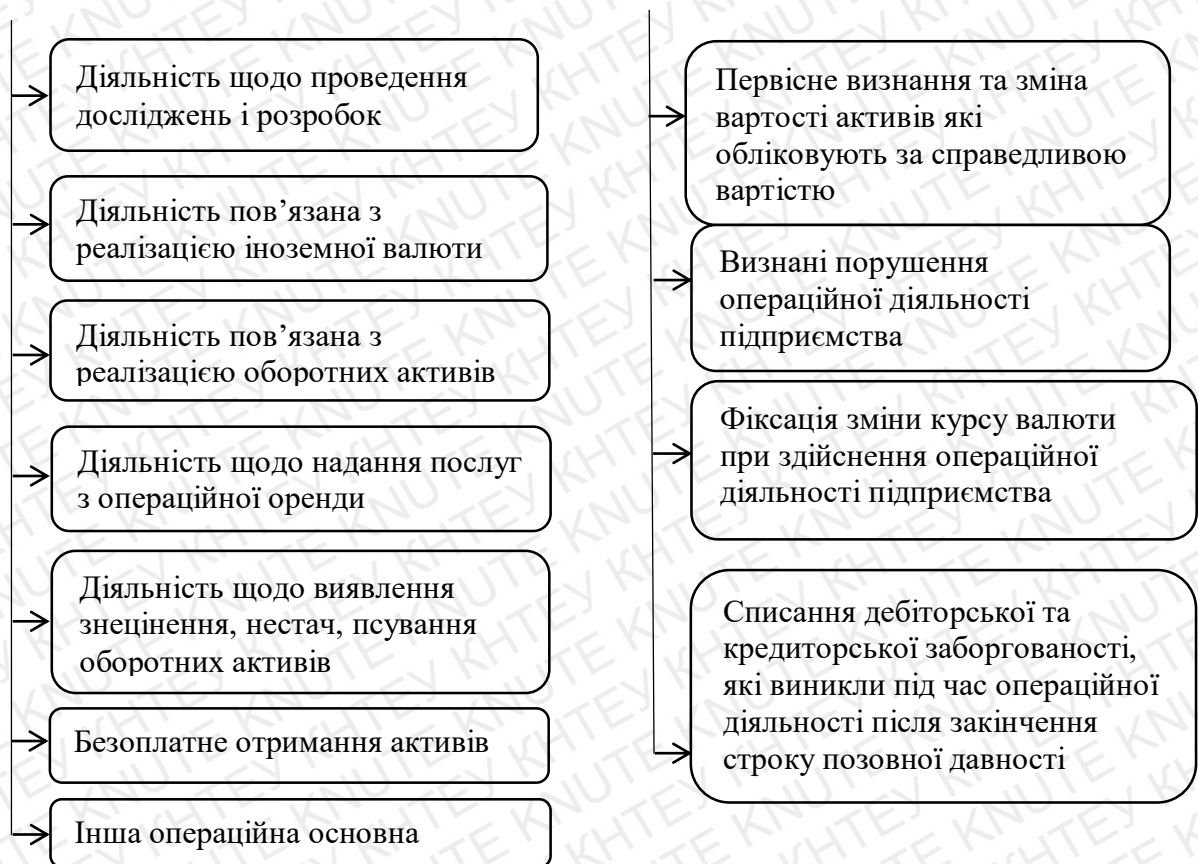 Діяльність щодо проведення
досліджень і розробок
Діяльність пов’язана з
реалізацією іноземної валюти
Діяльність пов’язана з
реалізацією оборотних активів
Діяльність щодо надання послуг
з операційної оренди
Діяльність щодо виявлення
знецінення, нестач, псування
оборотних активів
Безоплатне отримання активів
Інша операційна основна
Первісне визнання та зміна
вартості активів які
обліковують за справедливою
вартістю
Визнані порушення
операційної діяльності
підприємства
Фіксація зміни курсу валюти
при здійснення операційної
діяльності підприємства
Списання дебіторської та
кредиторської заборгованості,
які виникли під час операційної
діяльності після закінчення
строку позовної давності